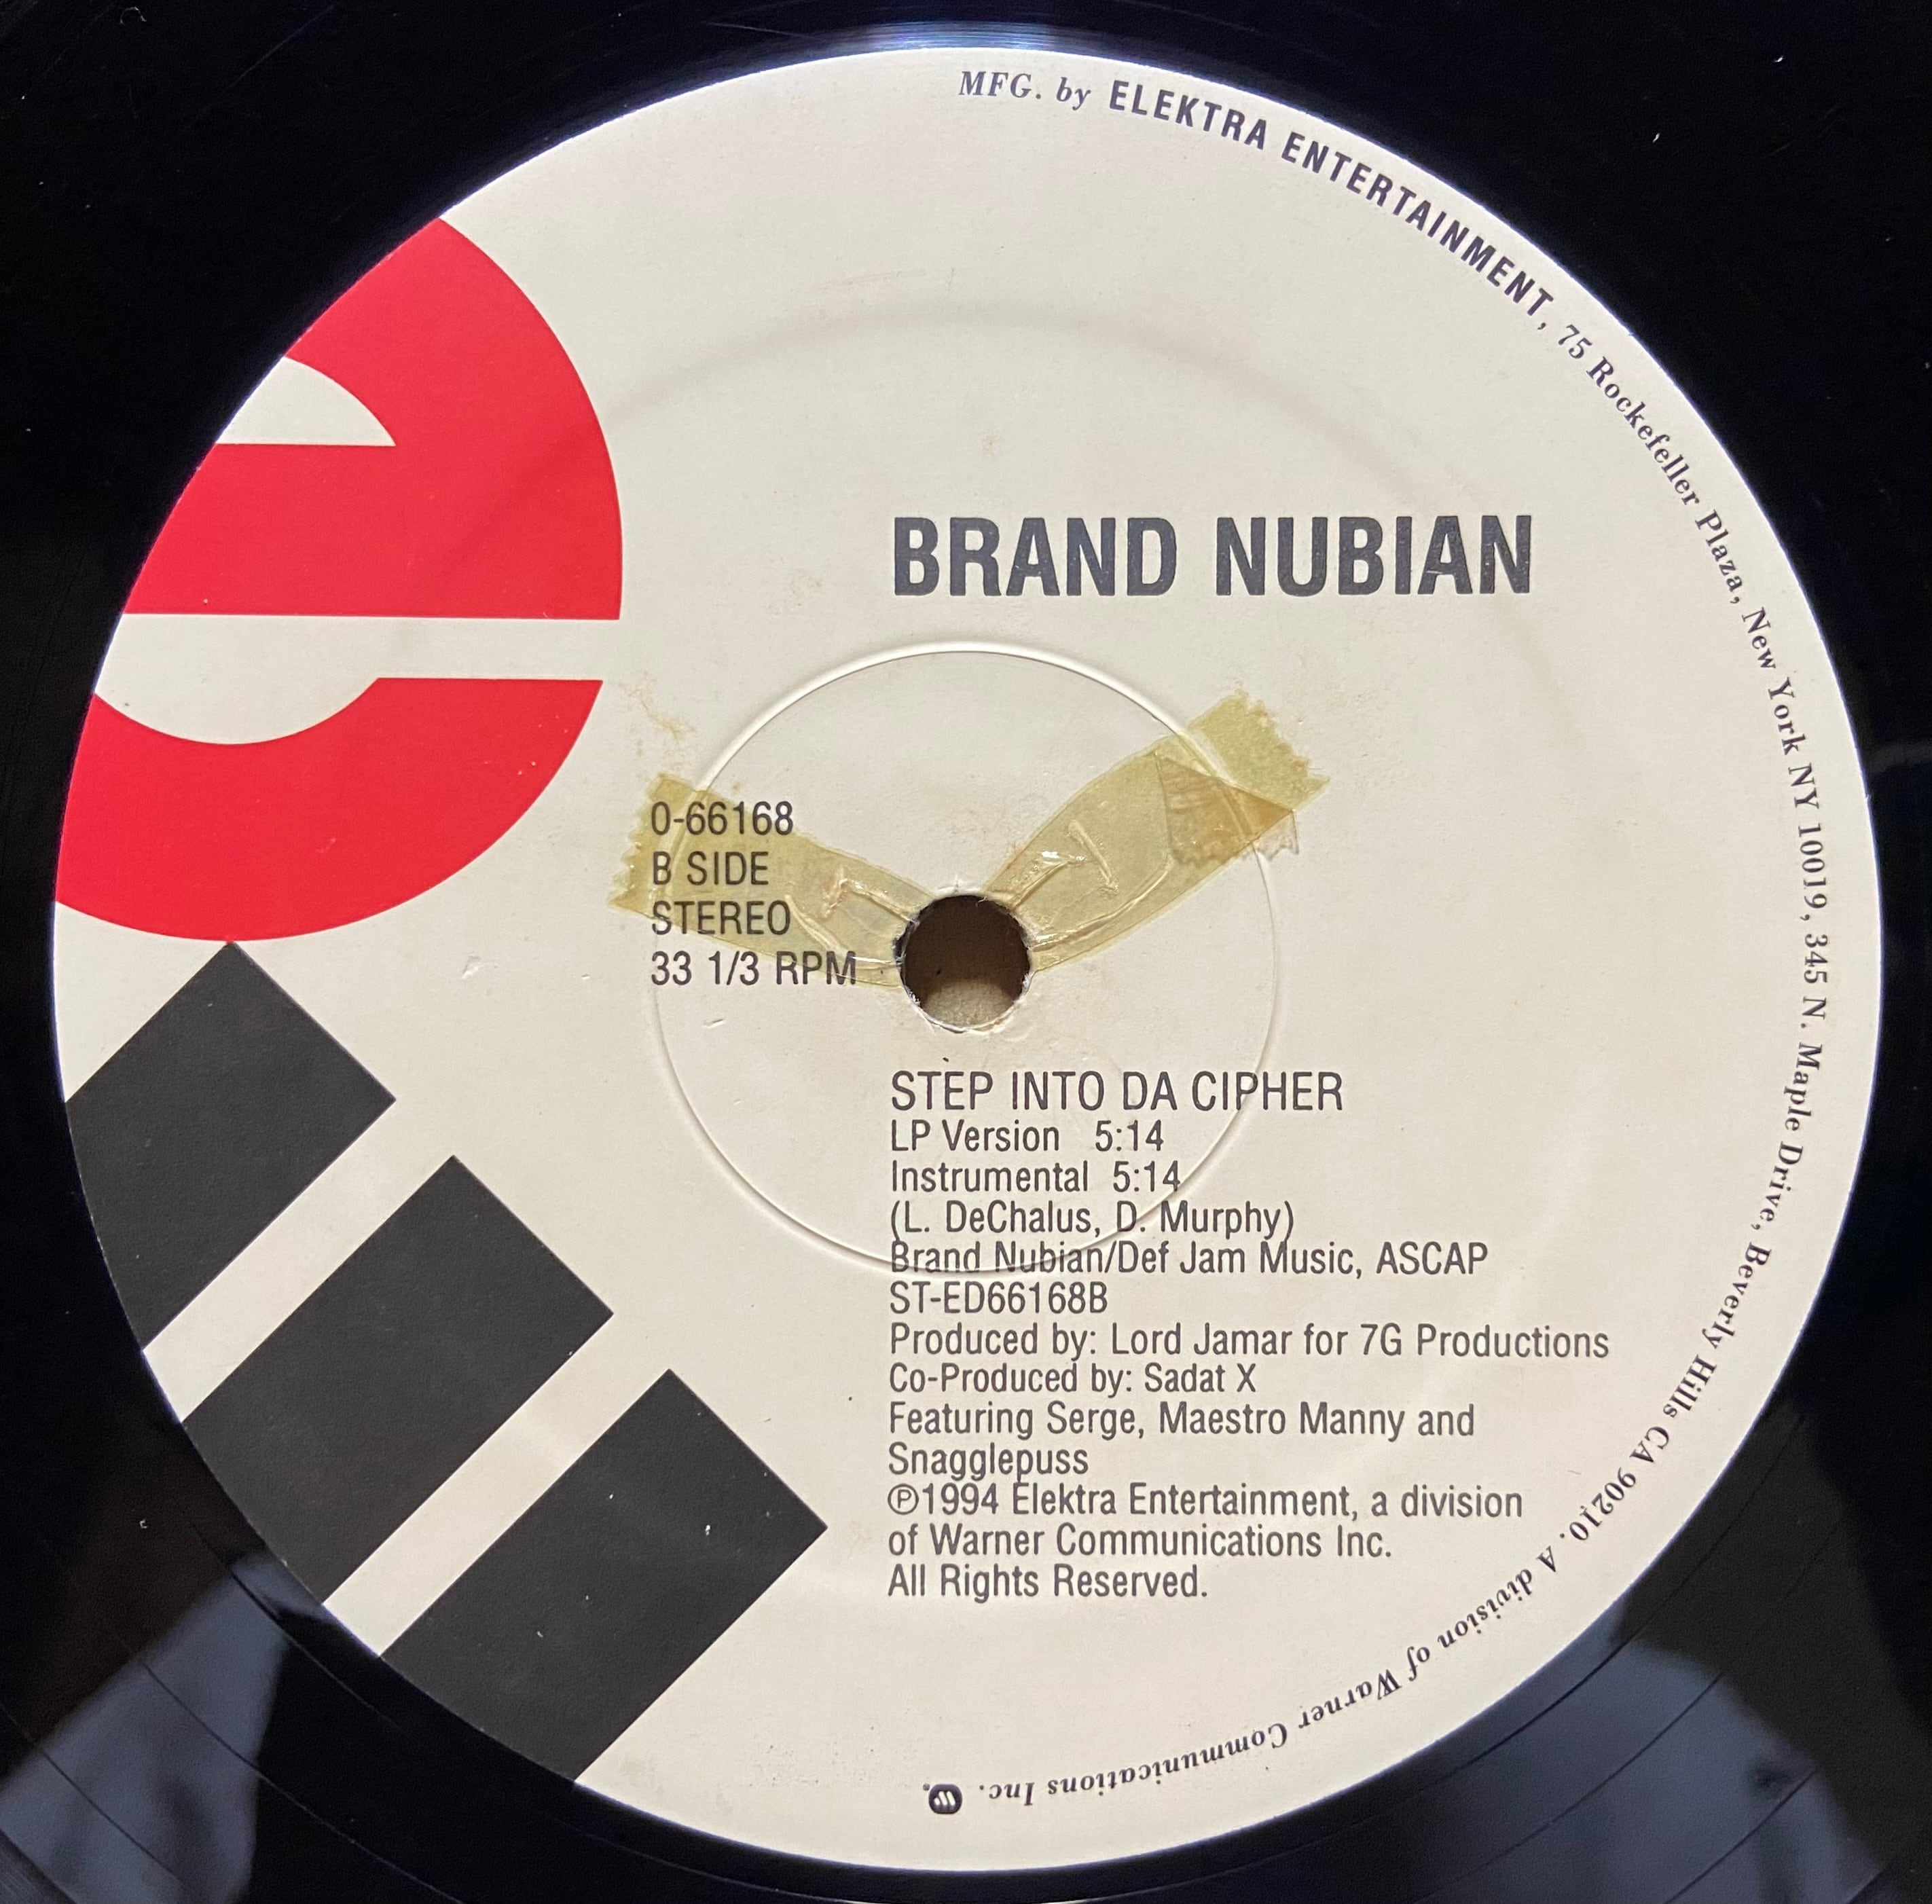 MFG. by ELEKTRA ENTERTAINMENT, 75 Rockefeller Plaza, New York NY 10019, 345 N. Maple Drive, Beverly Hills CA 90210. A division of Warner Communications Inc.
e
BRAND NUBIAN
0-66168
B SIDE
STEREO
33 1/3 RPM
STEP INTO DA CIPHER
LP Version 5:14
Instrumental 5:14
(L. DeChalus, D. Murphy)
Brand Nubian/Def Jam Music, ASCAP
ST-ED66168B
Produced by: Lord Jamar for 7G Productions
Co-Produced by: Sadat X
Featuring Serge, Maestro Manny and
Snagglepuss
℗1994 Elektra Entertainment, a division
of Warner Communications Inc.
All Rights Reserved.